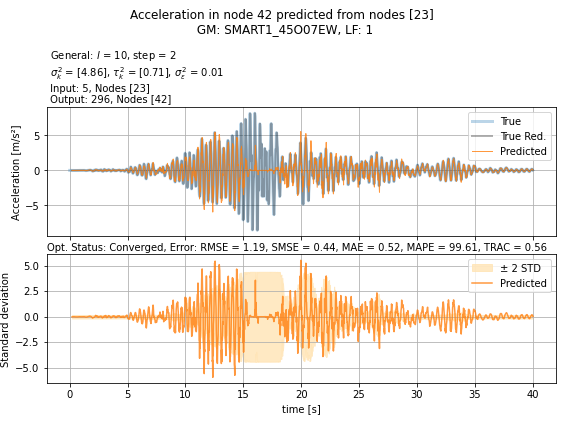 Acceleration in node 42 predicted from nodes [23]
GM: SMART1_45O07EW, LF: 1
General: l = 10, step = 2
σ²ₖ = [4.86], τ²ₖ = [0.71], σ²ε = 0.01
Input: 5, Nodes [23]
Output: 296, Nodes [42]
Acceleration [m/s²]
5
0
−5
True
True Red.
Predicted
Opt. Status: Converged, Error: RMSE = 1.19, SMSE = 0.44, MAE = 0.52, MAPE = 99.61, TRAC = 0.56
Standard deviation
5.0
2.5
0.0
−2.5
−5.0
± 2 STD
Predicted
0 5 10 15 20 25 30 35 40
time [s]